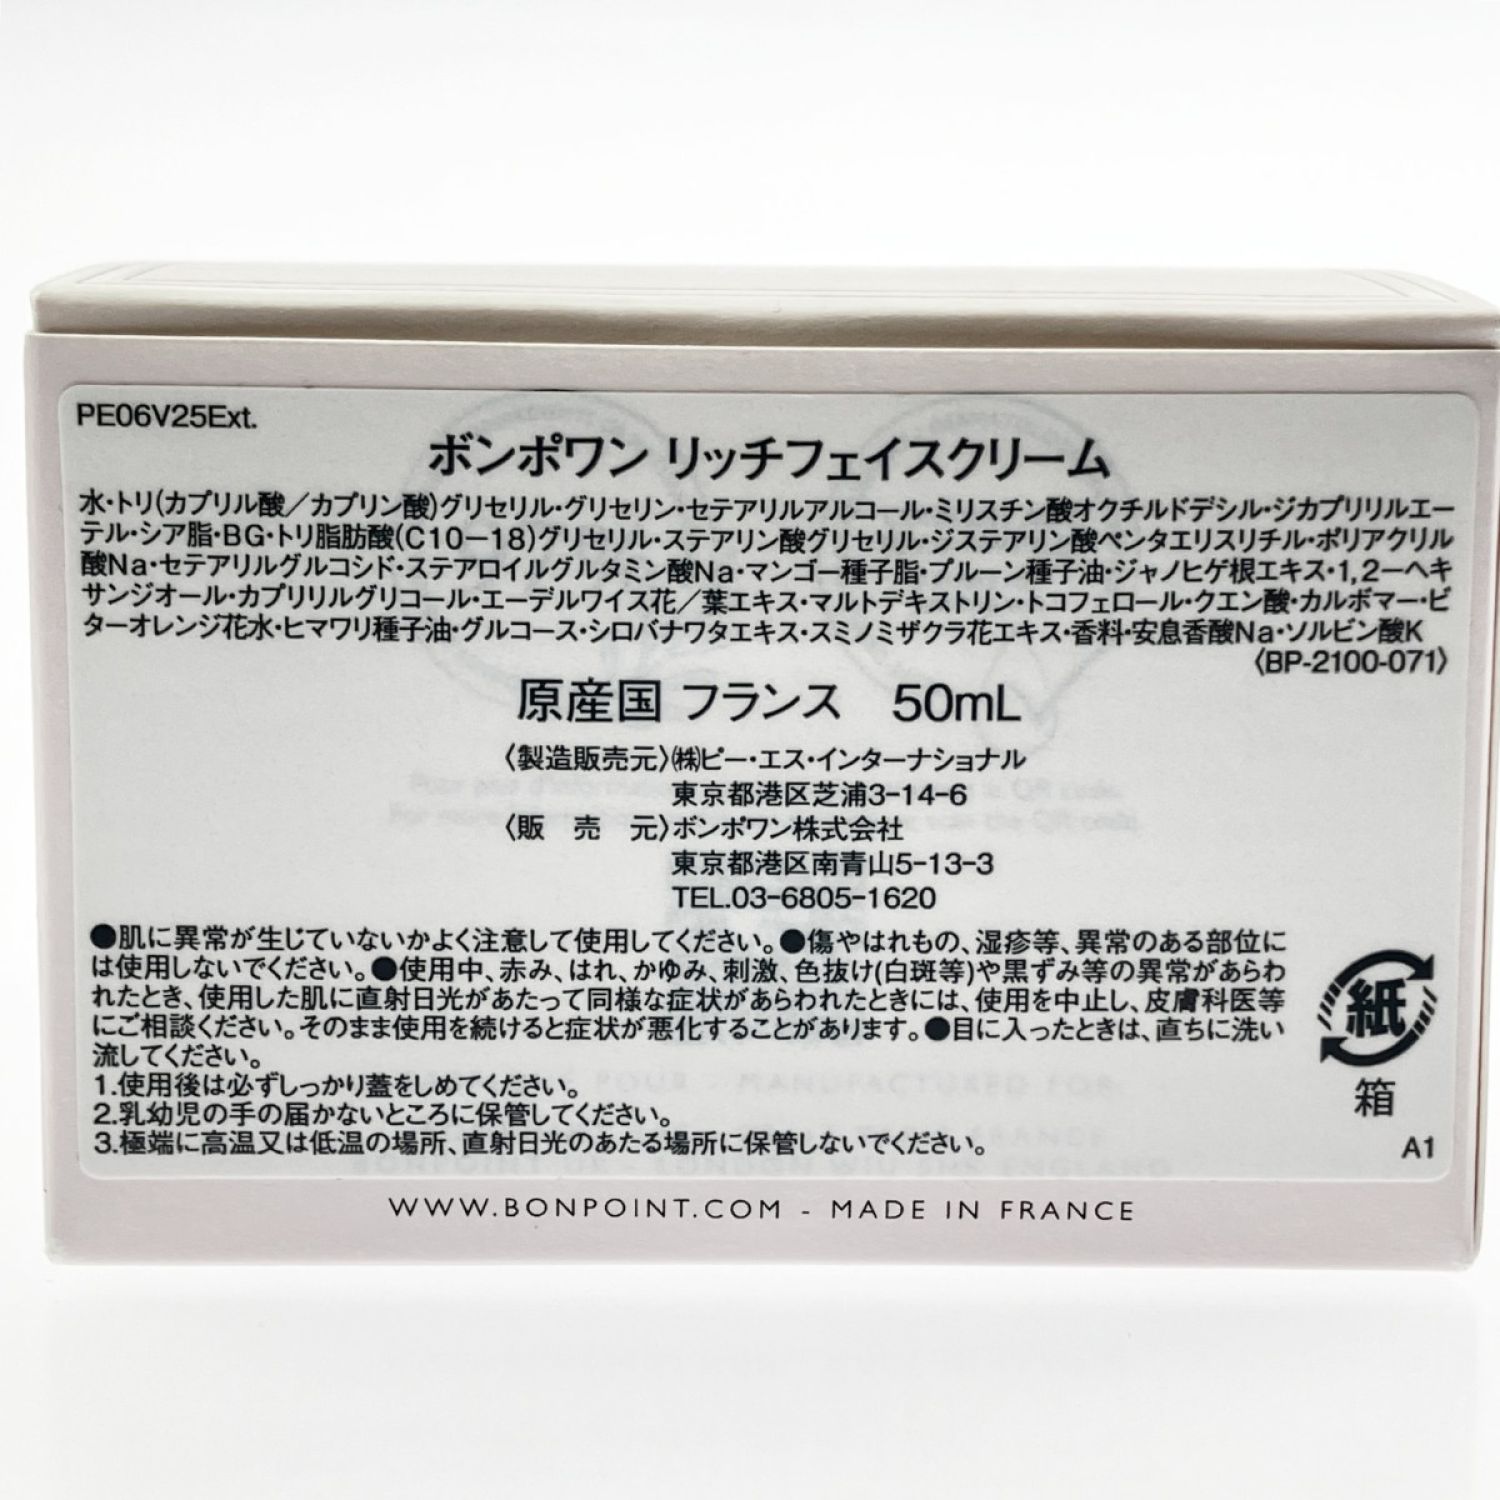 PE06V25Ext.
ボンポワン リッチフェイスクリーム
水・トリ(カプリル酸／カプリン酸)グリセリル・グリセリン・セテアリルアルコール・ミリスチン酸オクチルドデシル・ジカプリリルエー
テル・シア脂・BG・トリ脂肪酸(C10－18)グリセリル・ステアリン酸グリセリル・ジステアリン酸ペンタエリスリチル・ポリアクリル
酸Na・セテアリルグルコシド・ステアロイルグルタミン酸Na・マンゴー種子脂・プルーン種子油・ジャノヒゲ根エキス・1,2－ヘキ
サンジオール・カプリリルグリコール・エーデルワイス花／葉エキス・マルトデキストリン・トコフェロール・クエン酸・カルボマー・ビ
ターオレンジ花水・ヒマワリ種子油・グルコース・シロバナワタエキス・スミノミザクラ花エキス・香料・安息香酸Na・ソルビン酸K
〈BP-2100-071〉
原産国 フランス 50mL
〈製造販売元〉㈱ピー・エス・インターナショナル
東京都港区芝浦3-14-6
〈販 売 元〉ボンポワン株式会社
東京都港区南青山5-13-3
TEL.03-6805-1620
●肌に異常が生じていないかよく注意して使用してください。●傷やはれもの、湿疹等、異常のある部位に
は使用しないでください。●使用中、赤み、はれ、かゆみ、刺激、色抜け(白斑等)や黒ずみ等の異常があらわ
れたとき、使用した肌に直射日光があたって同様な症状があらわれたときには、使用を中止し、皮膚科医等
にご相談ください。そのまま使用を続けると症状が悪化することがあります。●目に入ったときは、直ちに洗い
流してください。
1.使用後は必ずしっかり蓋をしめてください。
2.乳幼児の手の届かないところに保管してください。
3.極端に高温又は低温の場所、直射日光のあたる場所に保管しないでください。
紙
箱
A1
WWW.BONPOINT.COM - MADE IN FRANCE